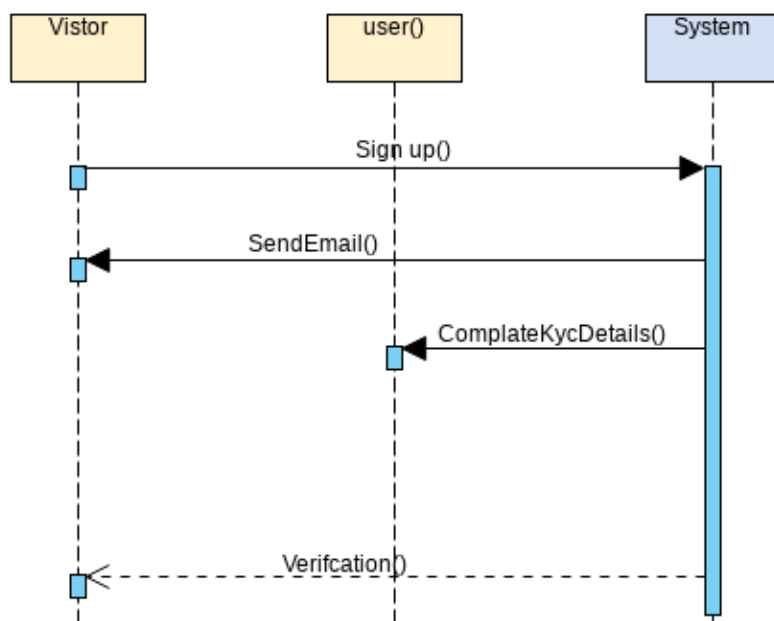 Vistor
user()
System
Sign up()
SendEmail()
ComplateKycDetails()
Verifcation()